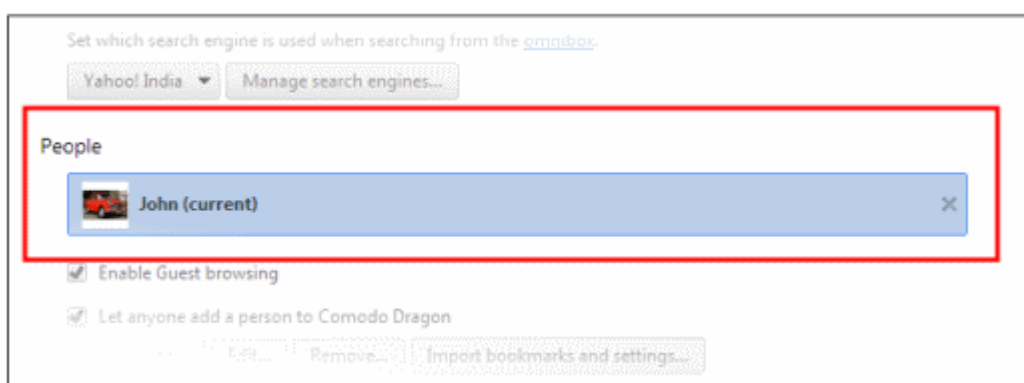 Set which search engine is used when searching from the omnibox.
Yahoo! India Manage search engines...
People
John (current)
Enable Guest browsing
Let anyone add a person to Comodo Dragon
Edit... Remove... Import bookmarks and settings...